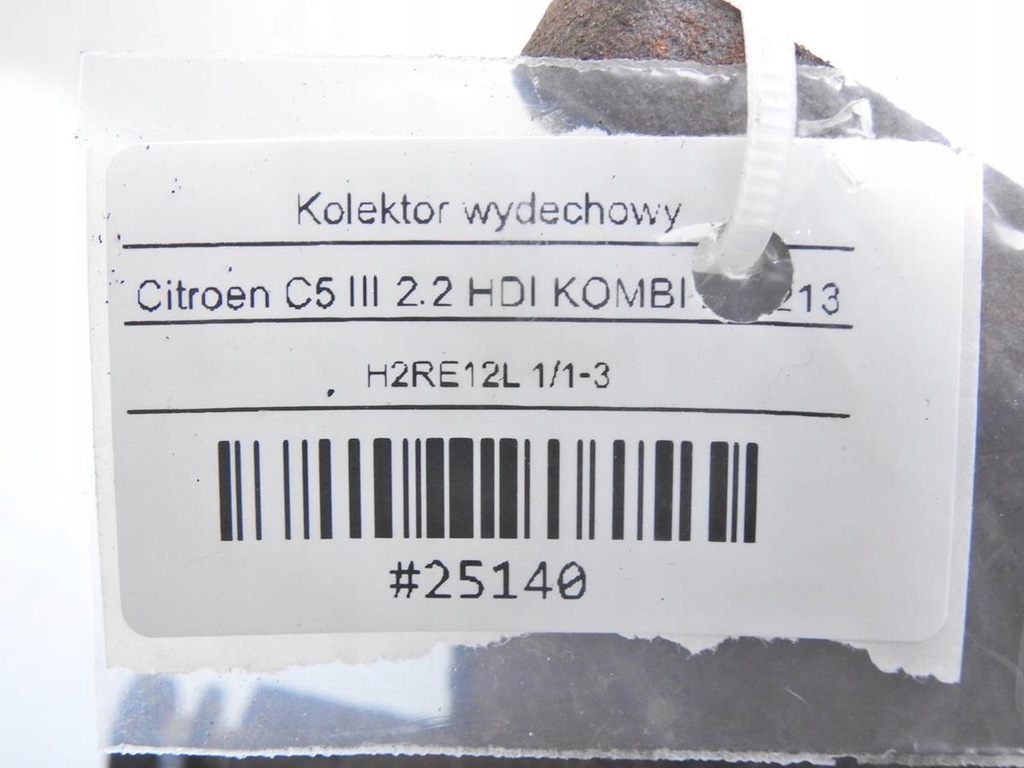 Kolektor wydechowy
Citroen C5 III 2.2 HDI KOMBI
H2RE12L 1/1-3
#25140